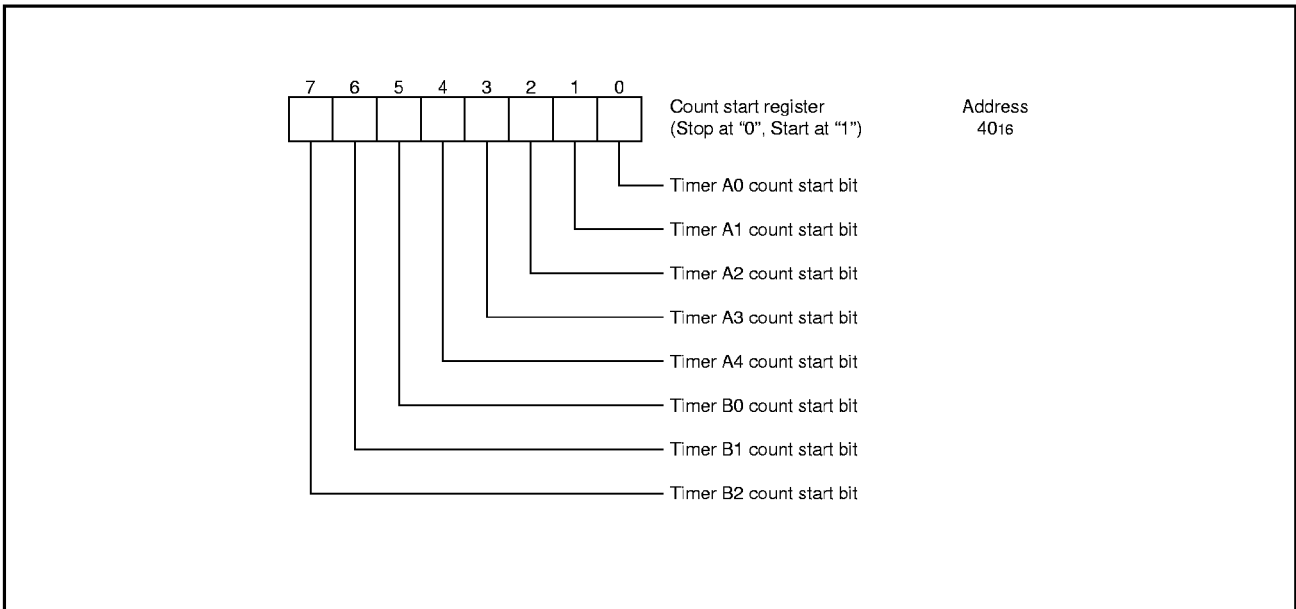 7 6 5 4 3 2 1 0
Count start register Address
(Stop at “0”, Start at “1”) 4016
Timer A0 count start bit
Timer A1 count start bit
Timer A2 count start bit
Timer A3 count start bit
Timer A4 count start bit
Timer B0 count start bit
Timer B1 count start bit
Timer B2 count start bit